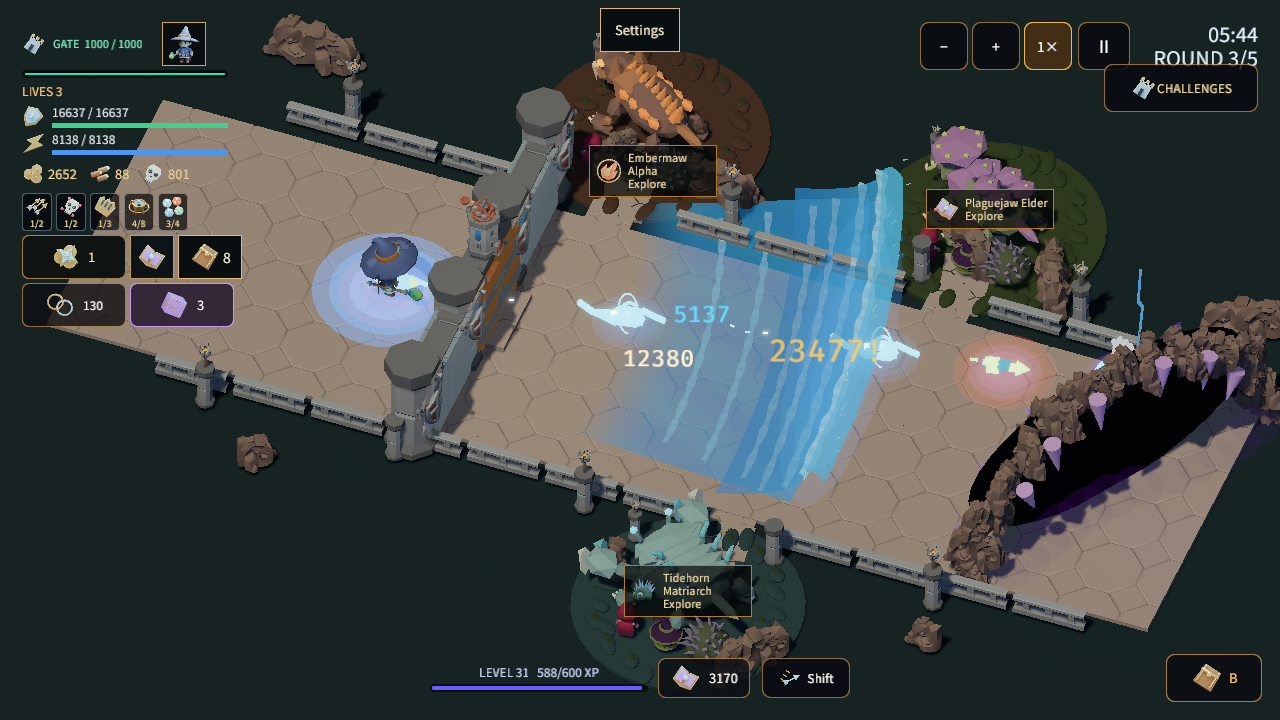 GATE 1000 / 1000
Settings
−
+
1×
05:44
ROUND 3/5
CHALLENGES
LIVES 3
16637 / 16637
8138 / 8138
2652
88
801
1/2
1/2
1/3
4/8
3/4
1
8
130
3
Embermaw
Alpha
Explore
Plaguejaw Elder
Explore
5137
12380
23477!
Tidehorn
Matriarch
Explore
LEVEL 31 588/600 XP
3170
Shift
B